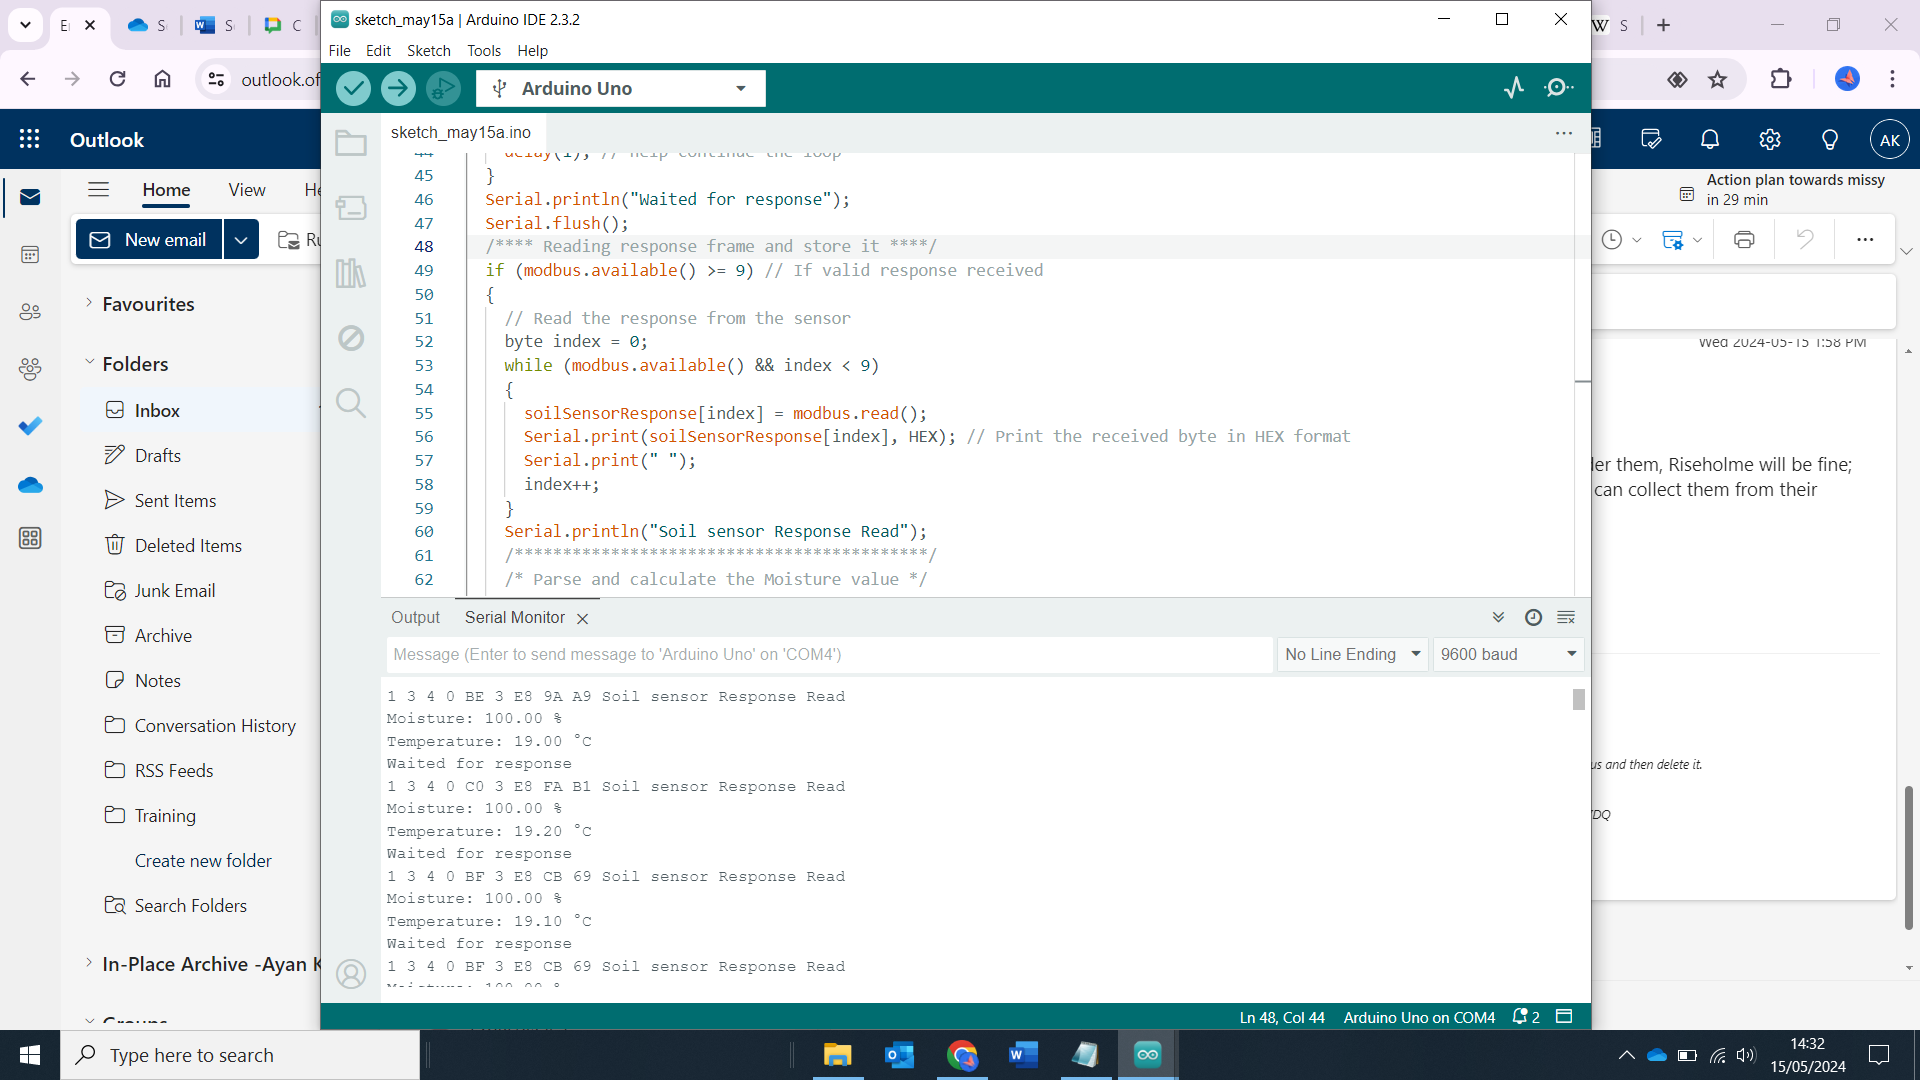 sketch_may15a | Arduino IDE 2.3.2
File Edit Sketch Tools Help
outlook.of
Arduino Uno
Outlook
AK
sketch_may15a.ino
Home View He
Action plan towards missy
in 29 min
New email
Ru
44 delay(1); // help continue the loop
45 }
46 Serial.println("Waited for response");
47 Serial.flush();
48 /**** Reading response frame and store it ****/
49 if (modbus.available() >= 9) // If valid response received
50 {
51 // Read the response from the sensor
52 byte index = 0;
53 while (modbus.available() && index < 9)
54 {
55 soilSensorResponse[index] = modbus.read();
56 Serial.print(soilSensorResponse[index], HEX); // Print the received byte in HEX format
57 Serial.print(" ");
58 index++;
59 }
60 Serial.println("Soil sensor Response Read");
61 /*******************************************/
62 /* Parse and calculate the Moisture value */
Favourites
Folders
Inbox
Drafts
Sent Items
Deleted Items
Junk Email
Archive
Notes
Conversation History
RSS Feeds
Training
Create new folder
Search Folders
In-Place Archive -Ayan K
Groups
Wed 2024-05-15 1:58 PM
der them, Riseholme will be fine;
can collect them from their
us and then delete it.
7DQ
Output Serial Monitor
Message (Enter to send message to 'Arduino Uno' on 'COM4')
No Line Ending 9600 baud
1 3 4 0 BE 3 E8 9A A9 Soil sensor Response Read
Moisture: 100.00 %
Temperature: 19.00 °C
Waited for response
1 3 4 0 C0 3 E8 FA B1 Soil sensor Response Read
Moisture: 100.00 %
Temperature: 19.20 °C
Waited for response
1 3 4 0 BF 3 E8 CB 69 Soil sensor Response Read
Moisture: 100.00 %
Temperature: 19.10 °C
Waited for response
1 3 4 0 BF 3 E8 CB 69 Soil sensor Response Read
Moisture: 100.00 %
Ln 48, Col 44 Arduino Uno on COM4 2
Type here to search
14:32
15/05/2024